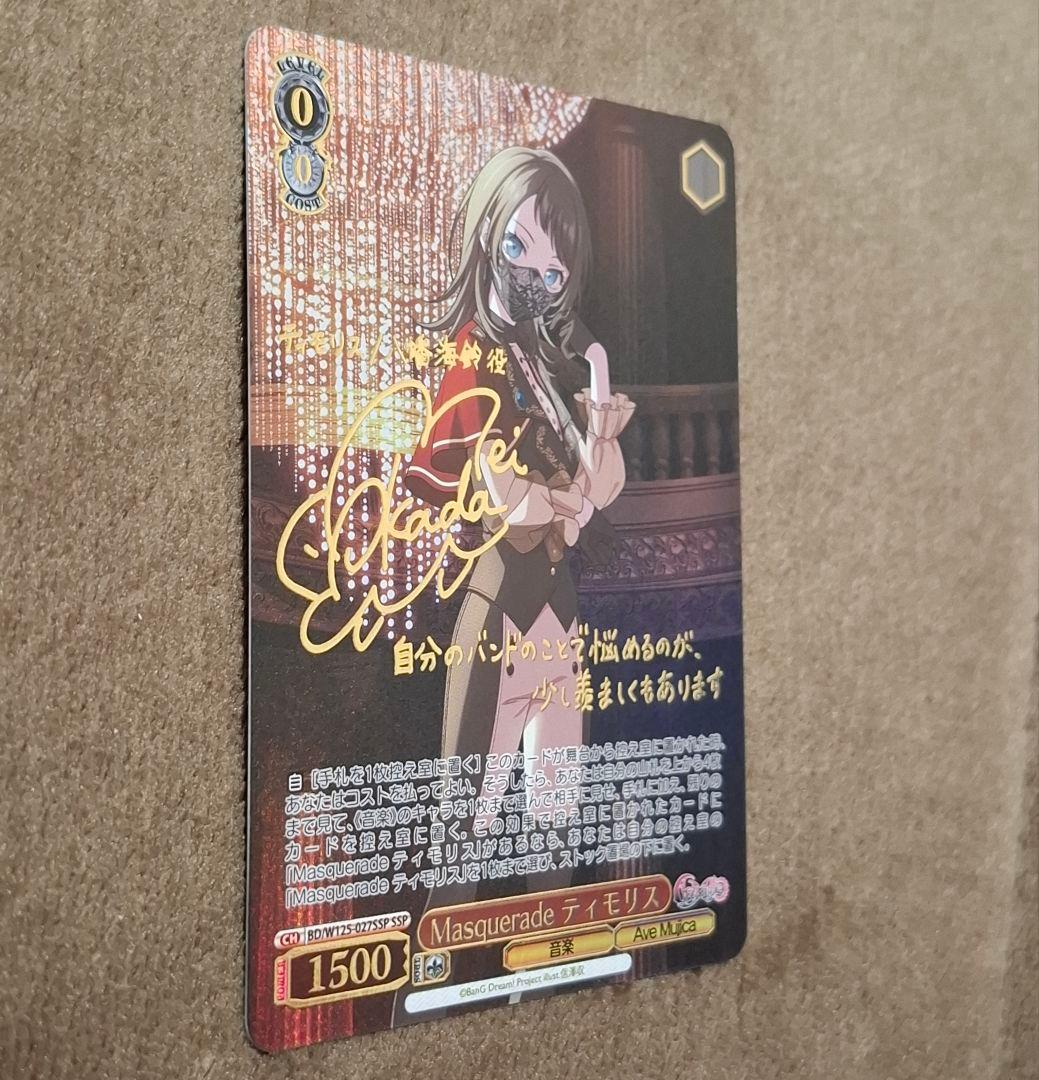 LEVEL
0
0
COST
ティモリス / 八幡海鈴 役
Mei
Okada
自分のバンドのことで悩めるのが、
少し羨ましくもあります
自 [手札を1枚控え室に置く] このカードが舞台から控え室に置かれた時、
あなたはコストを払ってよい。そうしたら、あなたは自分の山札を上から4枚
まで見て、《音楽》のキャラを1枚まで選んで相手に見せ、手札に加え、残りの
カードを控え室に置く。この効果で控え室に置かれたカードに
「Masquerade ティモリス」があるなら、あなたは自分の控え室の
「Masquerade ティモリス」を1枚まで選び、ストック置場の下に置く。
CH BD/W125-027SSP SSP
Masquerade ティモリス
POWER 1500 SOUL
音楽 Ave Mujica
©BanG Dream! Project illust.信澤収